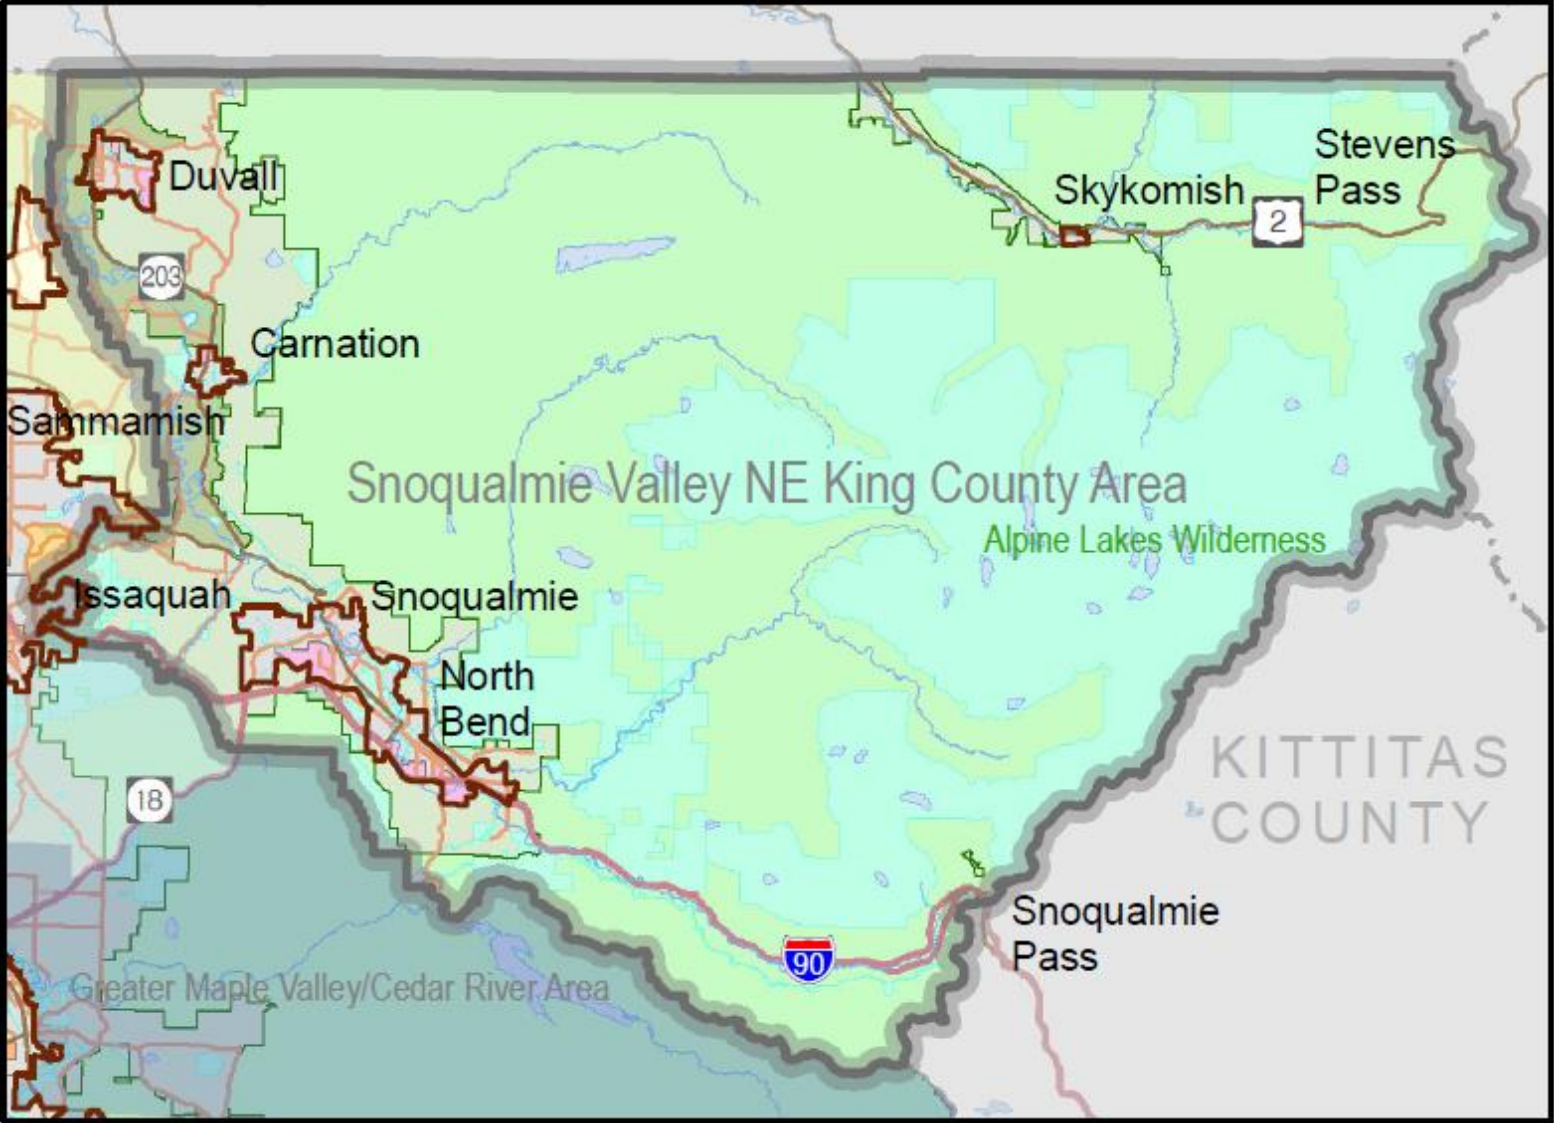 Stevens
Pass
Duvall
Skykomish
2
203
Carnation
Sammamish
Snoqualmie Valley NE King County Area
Alpine Lakes Wilderness
Issaquah
Snoqualmie
North
Bend
KITTITAS
COUNTY
18
Snoqualmie
Pass
90
Greater Maple Valley/Cedar River Area